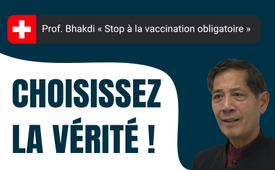 Prof. Bhakdi « Stop à la vaccination obligatoire »
CHOISISSEZ
LA VÉRITÉ !